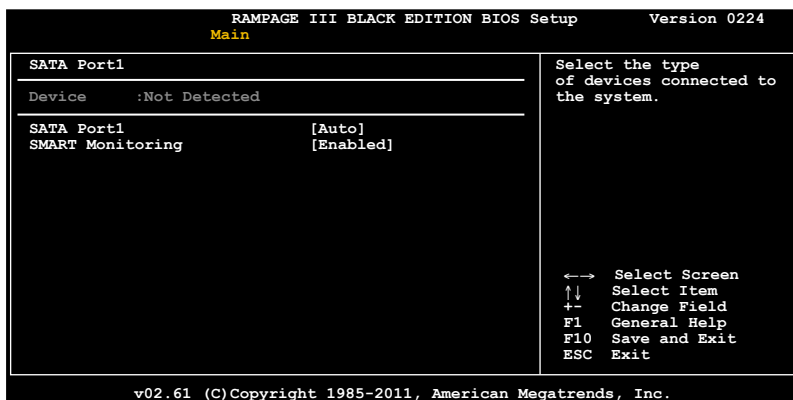 RAMPAGE III BLACK EDITION BIOS Setup Version 0224
Main
SATA Port1
Device :Not Detected
SATA Port1 [Auto]
SMART Monitoring [Enabled]
Select the type
of devices connected to
the system.
←→ Select Screen
↑↓ Select Item
+- Change Field
F1 General Help
F10 Save and Exit
ESC Exit
v02.61 (C)Copyright 1985-2011, American Megatrends, Inc.